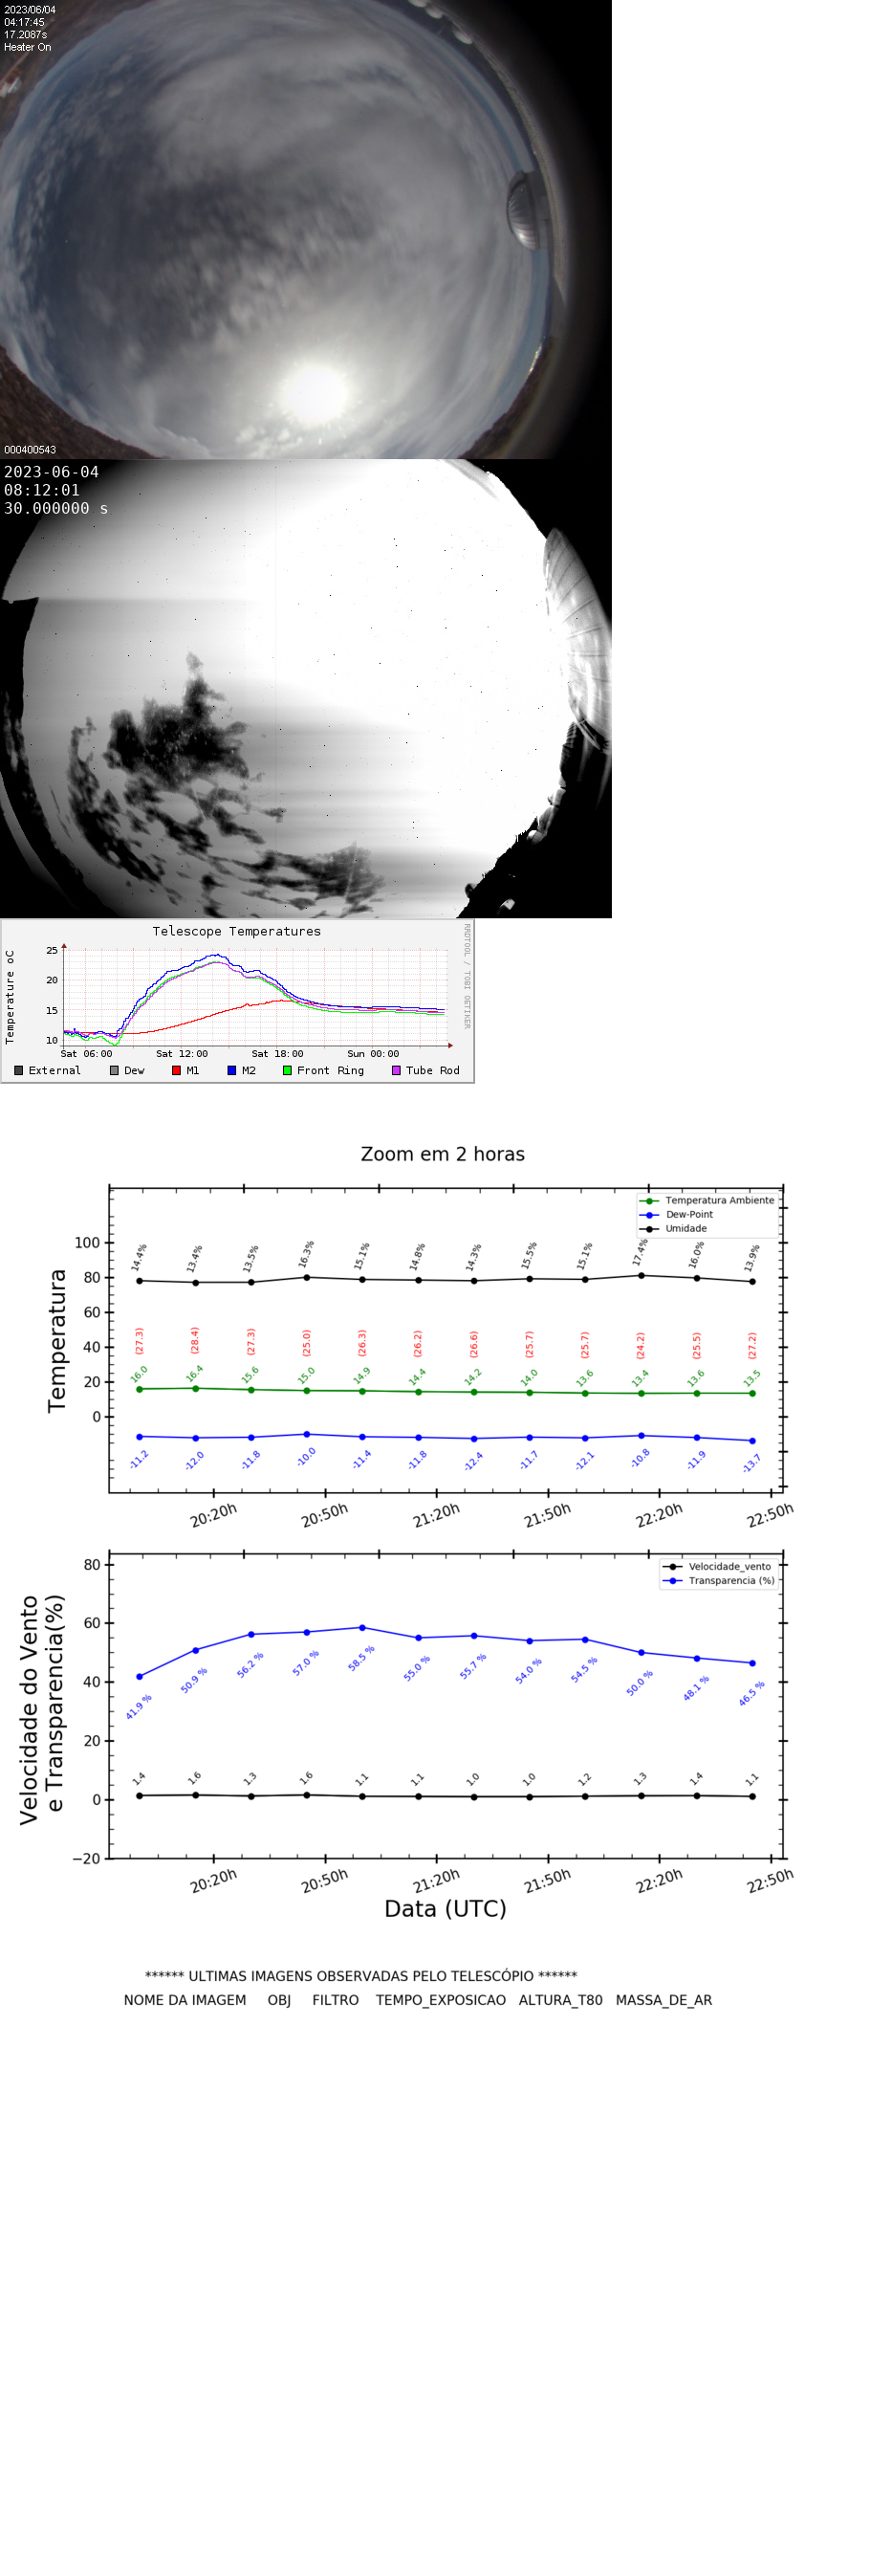 2023/06/04
04:17:45
17.2087s
Heater On
000400543
2023-06-04
08:12:01
30.000000 s
Telescope Temperatures
RRDTOOL / TOBI OETIKER
Temperature oC
25
20
15
10
Sat 06:00 Sat 12:00 Sat 18:00 Sun 00:00
External Dew M1 M2 Front Ring Tube Rod
Zoom em 2 horas
Temperatura Ambiente
Dew-Point
Umidade
Temperatura
100
80
60
40
20
0
14.4% 13.4% 13.5% 16.3% 15.1% 14.8% 14.3% 15.5% 15.1% 17.4% 16.0% 13.9%
(27.3) (28.4) (27.3) (25.0) (26.3) (26.2) (26.6) (25.7) (25.7) (24.2) (25.5) (27.2)
16.0 16.4 15.6 15.0 14.9 14.4 14.2 14.0 13.6 13.4 13.6 13.5
-11.2 -12.0 -11.8 -10.0 -11.4 -11.8 -12.4 -11.7 -12.1 -10.8 -11.9 -13.7
20:20h 20:50h 21:20h 21:50h 22:20h 22:50h
Velocidade_vento
Transparencia (%)
Velocidade do Vento
e Transparencia(%)
80
60
40
20
0
−20
41.9 % 50.9 % 56.2 % 57.0 % 58.5 % 55.0 % 55.7 % 54.0 % 54.5 % 50.0 % 48.1 % 46.5 %
1.4 1.6 1.3 1.6 1.1 1.1 1.0 1.0 1.2 1.3 1.4 1.1
20:20h 20:50h 21:20h 21:50h 22:20h 22:50h
Data (UTC)
****** ULTIMAS IMAGENS OBSERVADAS PELO TELESCÓPIO ******
NOME DA IMAGEM OBJ FILTRO TEMPO_EXPOSICAO ALTURA_T80 MASSA_DE_AR